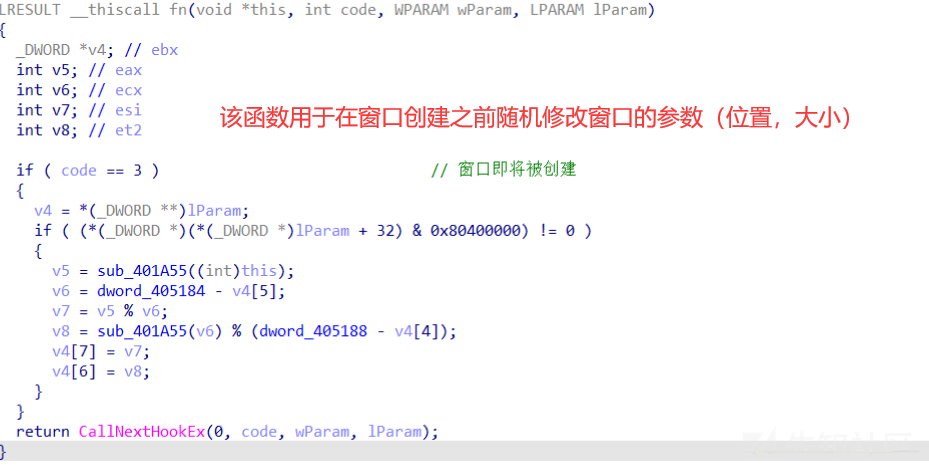 LRESULT __thiscall fn(void *this, int code, WPARAM wParam, LPARAM lParam)
{
_DWORD *v4; // ebx
int v5; // eax
int v6; // ecx
int v7; // esi
int v8; // et2
该函数用于在窗口创建之前随机修改窗口的参数（位置，大小）
if ( code == 3 ) // 窗口即将被创建
{
v4 = *(_DWORD **)lParam;
if ( (*(_DWORD *)(*(_DWORD *)lParam + 32) & 0x80400000) != 0 )
{
v5 = sub_401A55((int)this);
v6 = dword_405184 - v4[5];
v7 = v5 % v6;
v8 = sub_401A55(v6) % (dword_405188 - v4[4]);
v4[7] = v7;
v4[6] = v8;
}
}
return CallNextHookEx(0, code, wParam, lParam);
}